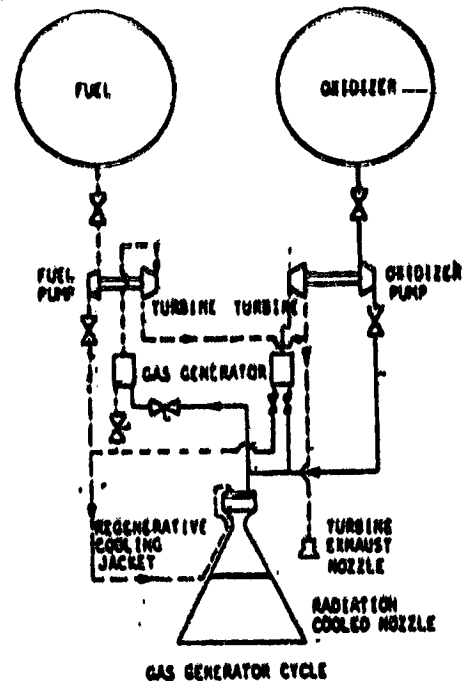 FUEL
OXIDIZER
FUEL
PUMP
TURBINE TURBINE
OXIDIZER
PUMP
GAS GENERATOR
REGENERATIVE
COOLING
JACKET
TURBINE
EXHAUST
NOZZLE
RADIATION
COOLED NOZZLE
GAS GENERATOR CYCLE